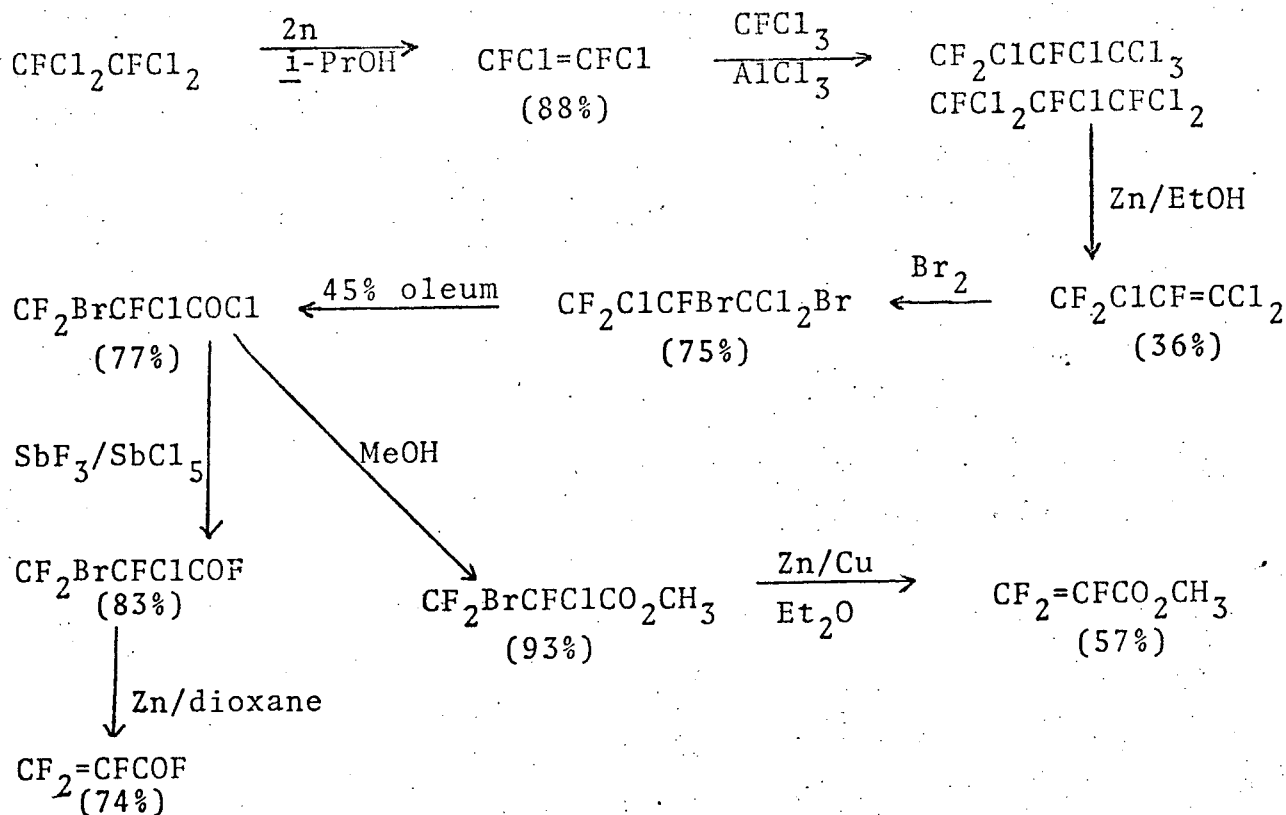 CFCl₂CFCl₂ 2n i-PrOH CFCl=CFCl CFCl₃ AlCl₃ CF₂ClCFClCCl₃
(88%) CFCl₂CFClCFCl₂
Zn/EtOH
CF₂BrCFClCOCl 45% oleum CF₂ClCFBrCCl₂Br Br₂ CF₂ClCF=CCl₂
(77%) (75%) (36%)
SbF₃/SbCl₅ MeOH
CF₂BrCFClCOF CF₂BrCFClCO₂CH₃ Zn/Cu Et₂O CF₂=CFCO₂CH₃
(83%) (93%) (57%)
Zn/dioxane
CF₂=CFCOF
(74%)